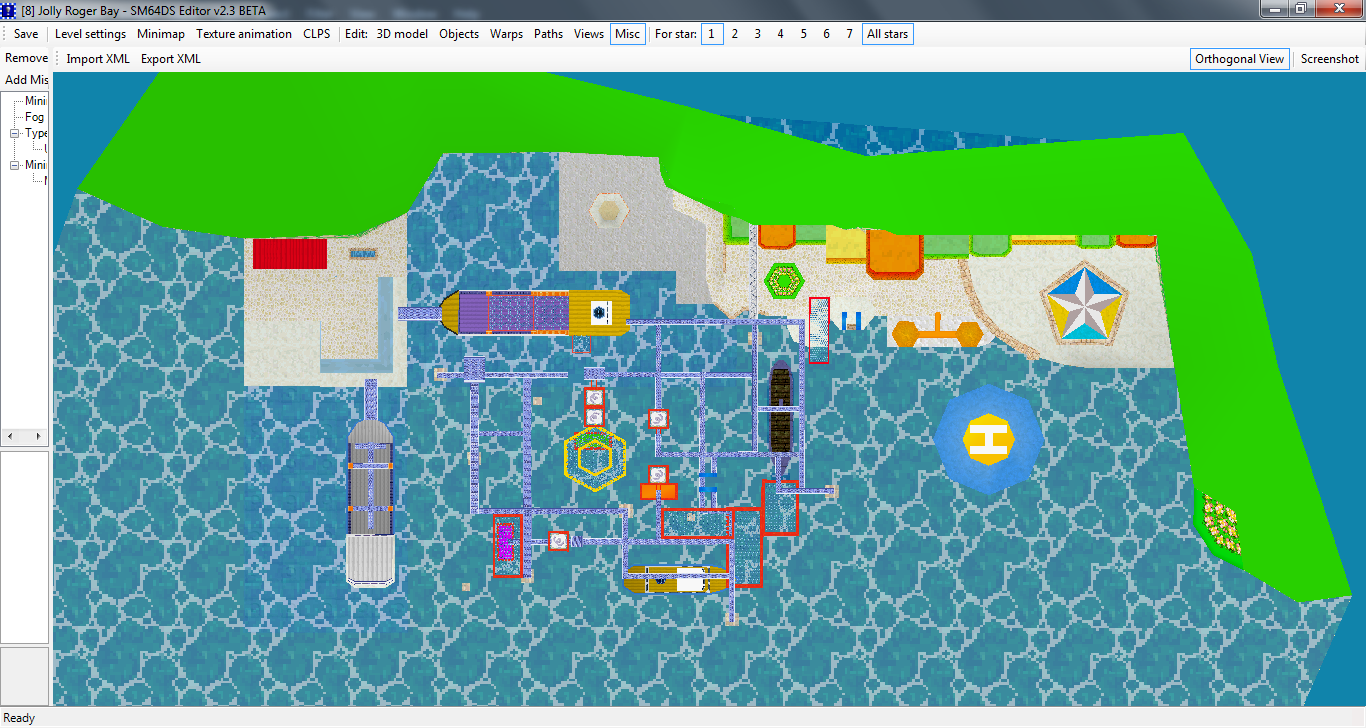 [8] Jolly Roger Bay - SM64DS Editor v2.3 BETA
Save Level settings Minimap Texture animation CLPS Edit: 3D model Objects Warps Paths Views Misc For star: 1 2 3 4 5 6 7 All stars
Remove Import XML Export XML Orthogonal View Screenshot
Add Mis
Mini
Fog
Type
Mini
H
Ready